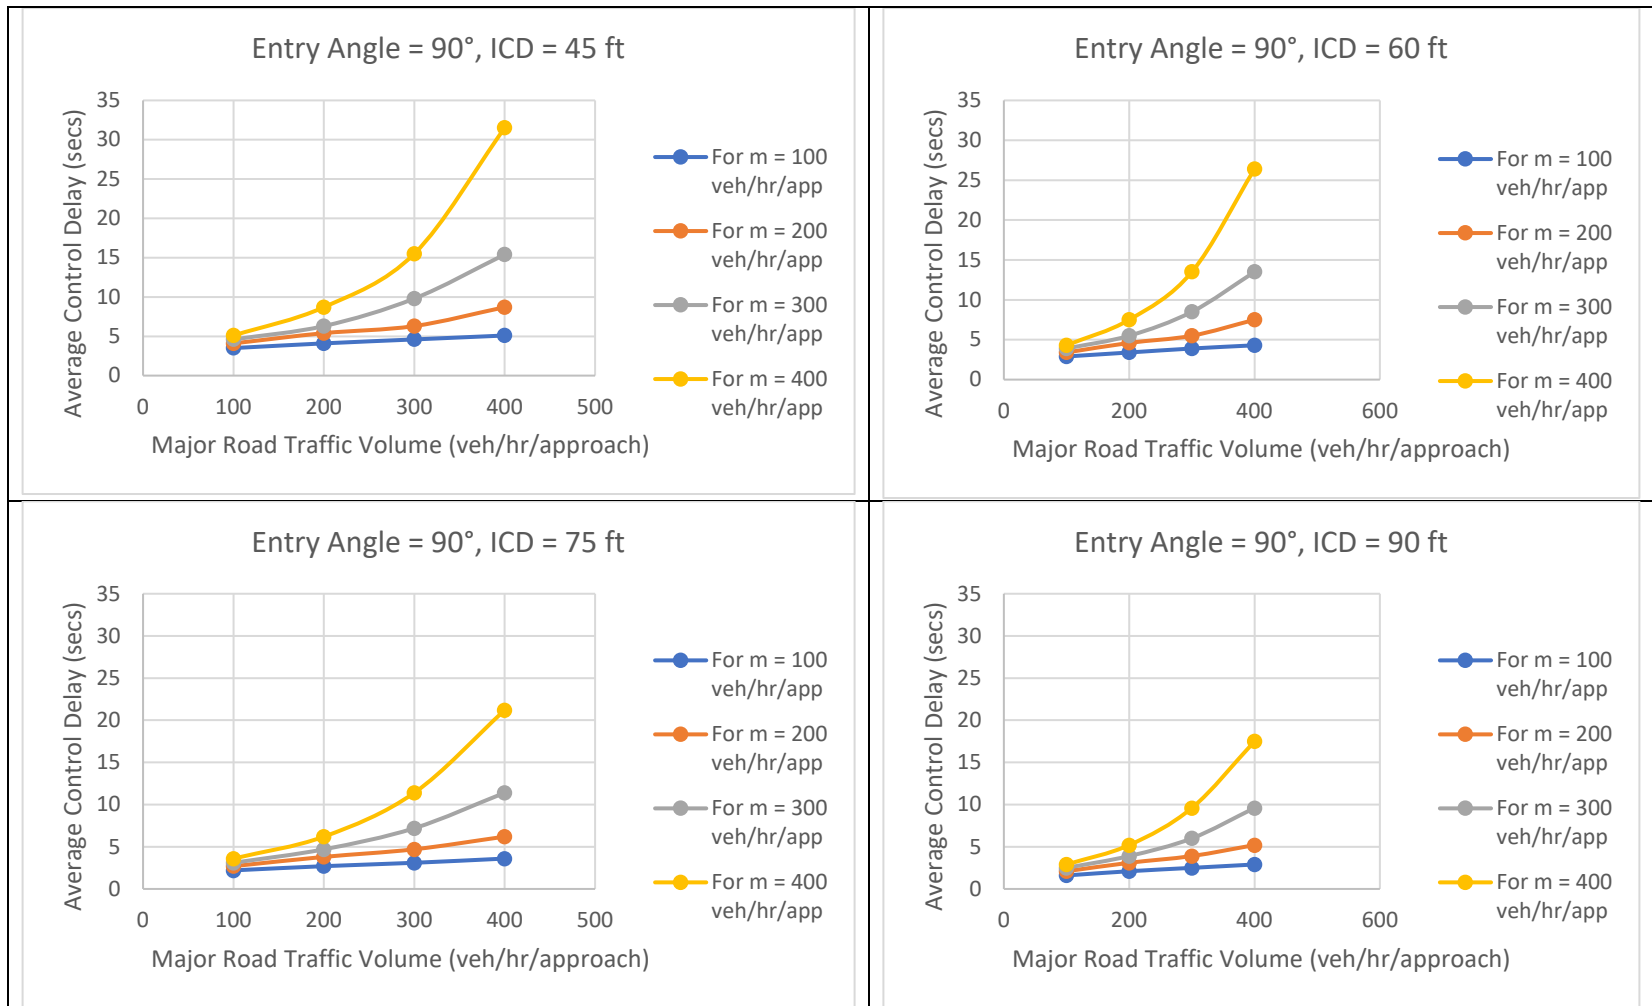 Entry Angle = 90°, ICD = 45 ft
Average Control Delay (secs)
35
30
25
20
15
10
5
0
0 100 200 300 400 500
Major Road Traffic Volume (veh/hr/approach)
For m = 100
veh/hr/app
For m = 200
veh/hr/app
For m = 300
veh/hr/app
For m = 400
veh/hr/app
Entry Angle = 90°, ICD = 60 ft
Average Control Delay (secs)
35
30
25
20
15
10
5
0
0 200 400 600
Major Road Traffic Volume (veh/hr/approach)
For m = 100
veh/hr/app
For m = 200
veh/hr/app
For m = 300
veh/hr/app
For m = 400
veh/hr/app
Entry Angle = 90°, ICD = 75 ft
Average Control Delay (secs)
35
30
25
20
15
10
5
0
0 100 200 300 400 500
Major Road Traffic Volume (veh/hr/approach)
For m = 100
veh/hr/app
For m = 200
veh/hr/app
For m = 300
veh/hr/app
For m = 400
veh/hr/app
Entry Angle = 90°, ICD = 90 ft
Average Control Delay (secs)
35
30
25
20
15
10
5
0
0 200 400 600
Major Road Traffic Volume (veh/hr/approach)
For m = 100
veh/hr/app
For m = 200
veh/hr/app
For m = 300
veh/hr/app
For m = 400
veh/hr/app